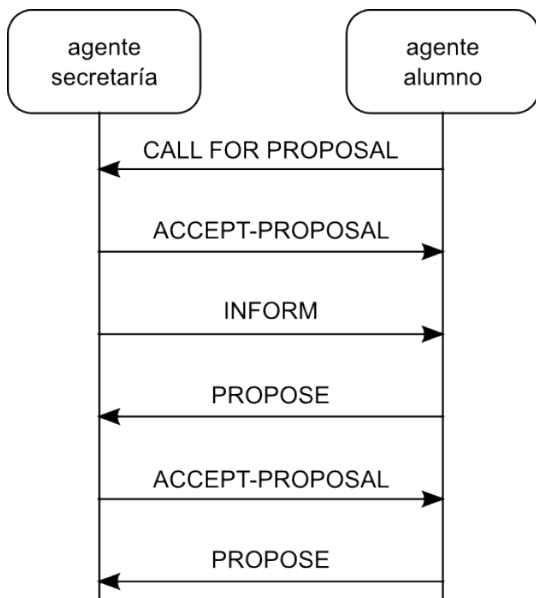 agente
secretaría
agente
alumno
CALL FOR PROPOSAL
ACCEPT-PROPOSAL
INFORM
PROPOSE
ACCEPT-PROPOSAL
PROPOSE